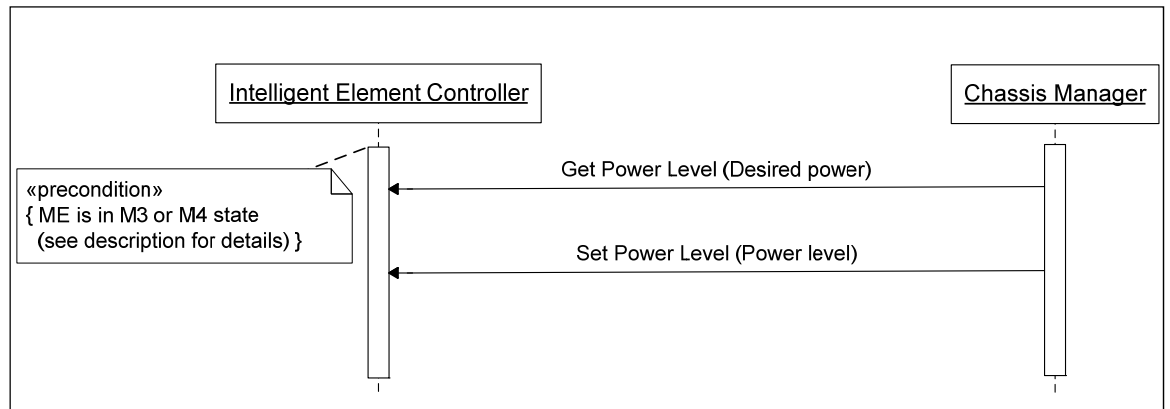 Intelligent Element Controller
Chassis Manager
Get Power Level (Desired power)
«precondition»
{ ME is in M3 or M4 state
(see description for details) }
Set Power Level (Power level)